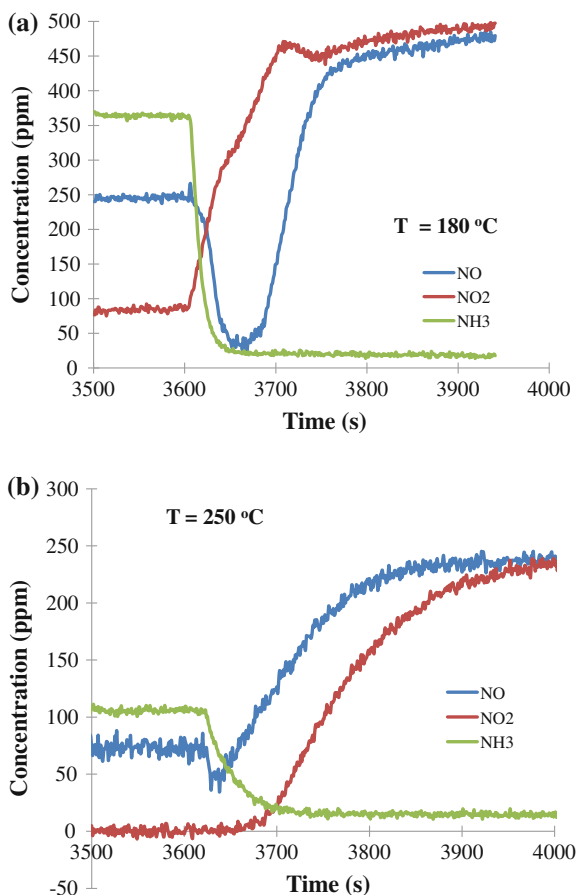 (a)
500
450
400
350
300
250
200
150
100
50
0
Concentration (ppm)
T = 180 °C
NO
NO2
NH3
3500 3600 3700 3800 3900 4000
Time (s)
(b)
300
250
200
150
100
50
0
-50
Concentration (ppm)
T = 250 °C
NO
NO2
NH3
3500 3600 3700 3800 3900 4000
Time (s)